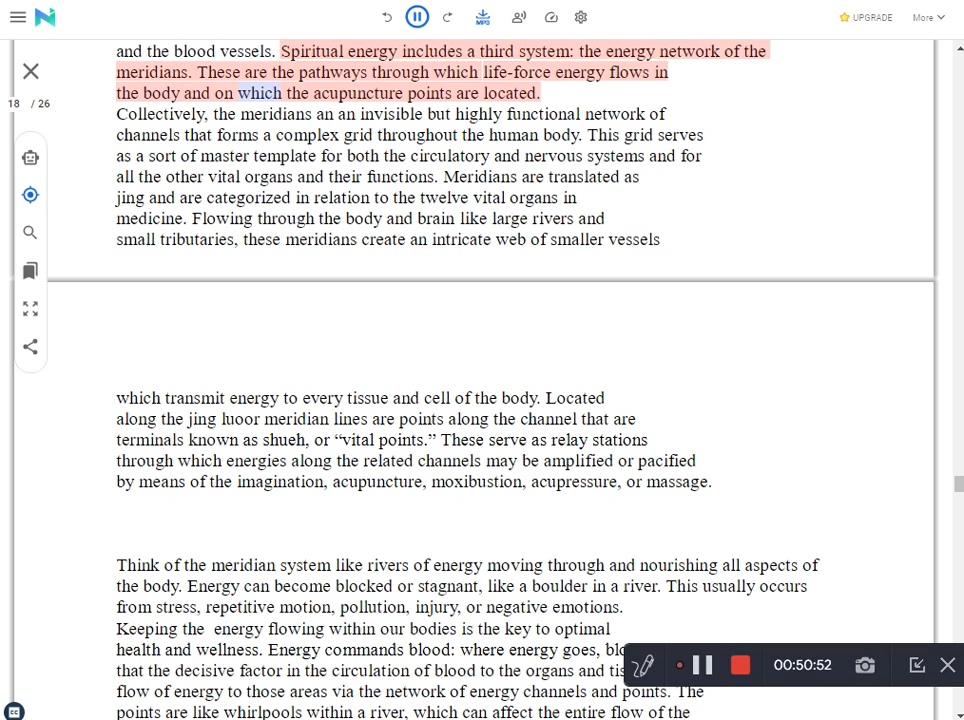 MP3
UPGRADE
More
18 / 26
and the blood vessels. Spiritual energy includes a third system: the energy network of the
meridians. These are the pathways through which life-force energy flows in
the body and on which the acupuncture points are located.
Collectively, the meridians an an invisible but highly functional network of
channels that forms a complex grid throughout the human body. This grid serves
as a sort of master template for both the circulatory and nervous systems and for
all the other vital organs and their functions. Meridians are translated as
jing and are categorized in relation to the twelve vital organs in
medicine. Flowing through the body and brain like large rivers and
small tributaries, these meridians create an intricate web of smaller vessels
which transmit energy to every tissue and cell of the body. Located
along the jing luoor meridian lines are points along the channel that are
terminals known as shueh, or “vital points.” These serve as relay stations
through which energies along the related channels may be amplified or pacified
by means of the imagination, acupuncture, moxibustion, acupressure, or massage.
Think of the meridian system like rivers of energy moving through and nourishing all aspects of
the body. Energy can become blocked or stagnant, like a boulder in a river. This usually occurs
from stress, repetitive motion, pollution, injury, or negative emotions.
Keeping the energy flowing within our bodies is the key to optimal
health and wellness. Energy commands blood: where energy goes,
that the decisive factor in the circulation of blood to the organs and
flow of energy to those areas via the network of energy channels and points. The
points are like whirlpools within a river, which can affect the entire flow of the
00:50:52
CC